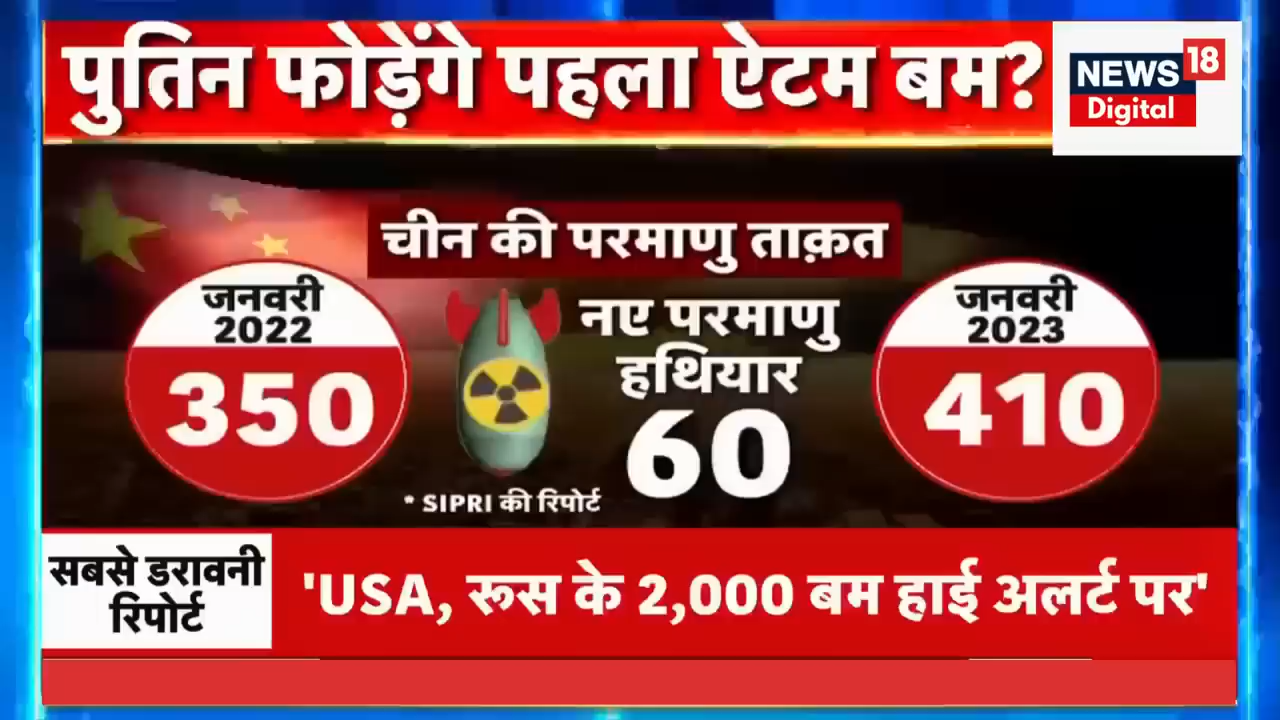 पुतिन फोड़ेंगे पहला ऐटम बम?
NEWS 18
Digital
चीन की परमाणु ताक़त
जनवरी
2022
350
नए परमाणु
हथियार
60
जनवरी
2023
410
* SIPRI की रिपोर्ट
सबसे डरावनी
रिपोर्ट
'USA, रूस के 2,000 बम हाई अलर्ट पर'